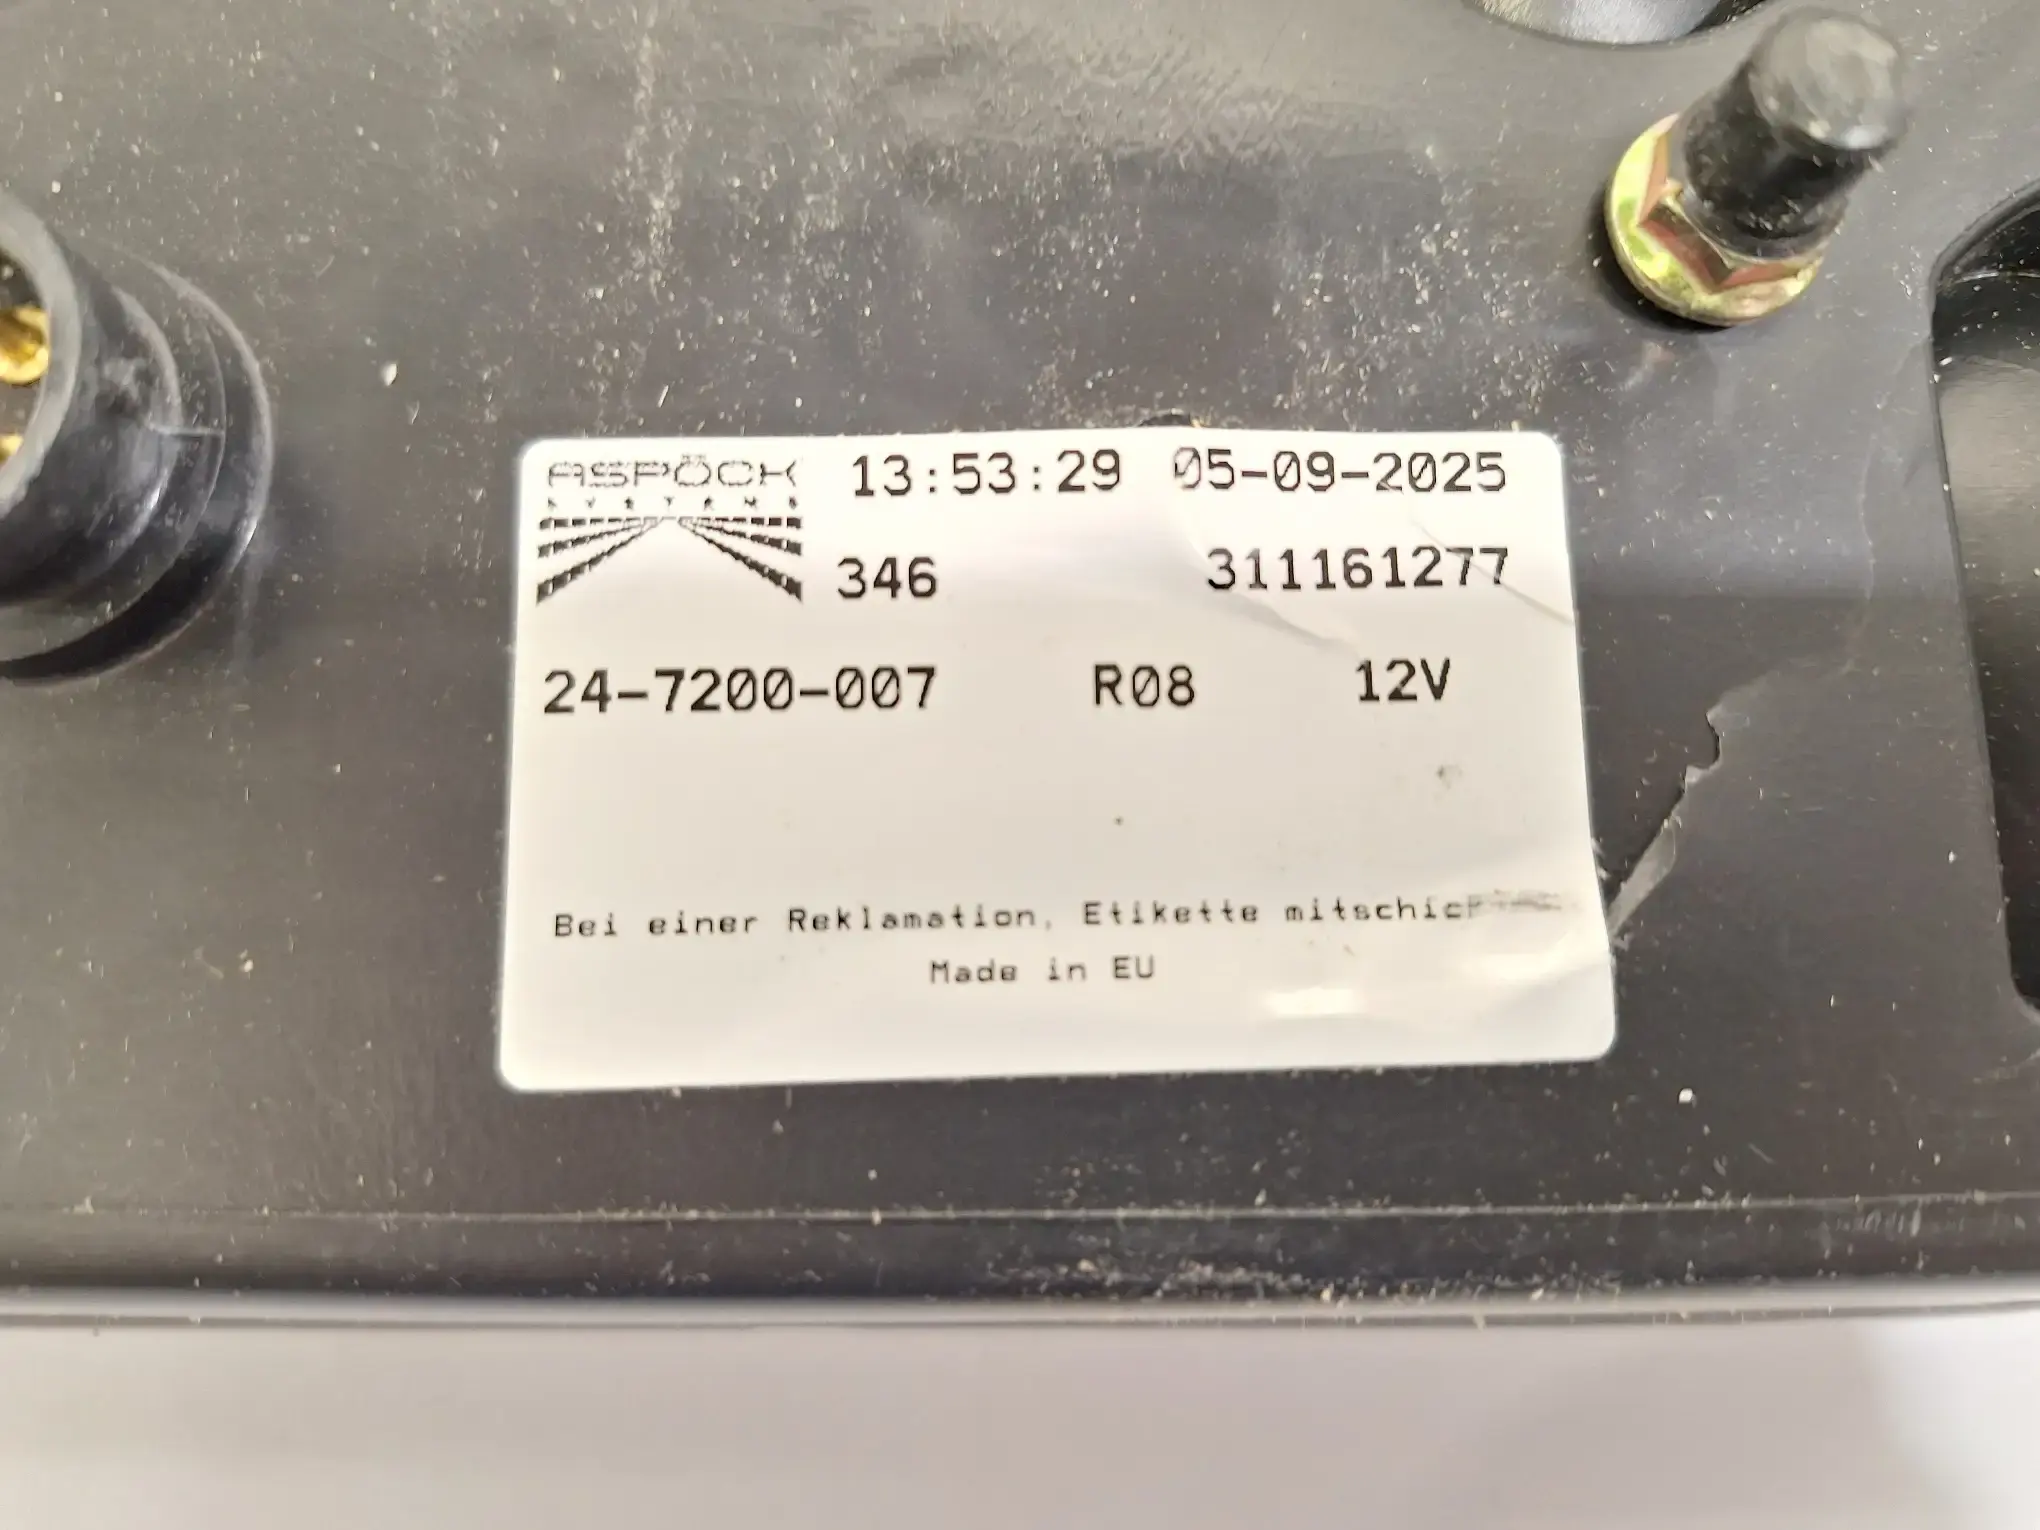 ASPÖCK 13:53:29 05-09-2025
SYSTEMS
346 311161277
24-7200-007 R08 12V
Bei einer Reklamation, Etikette
Made in EU